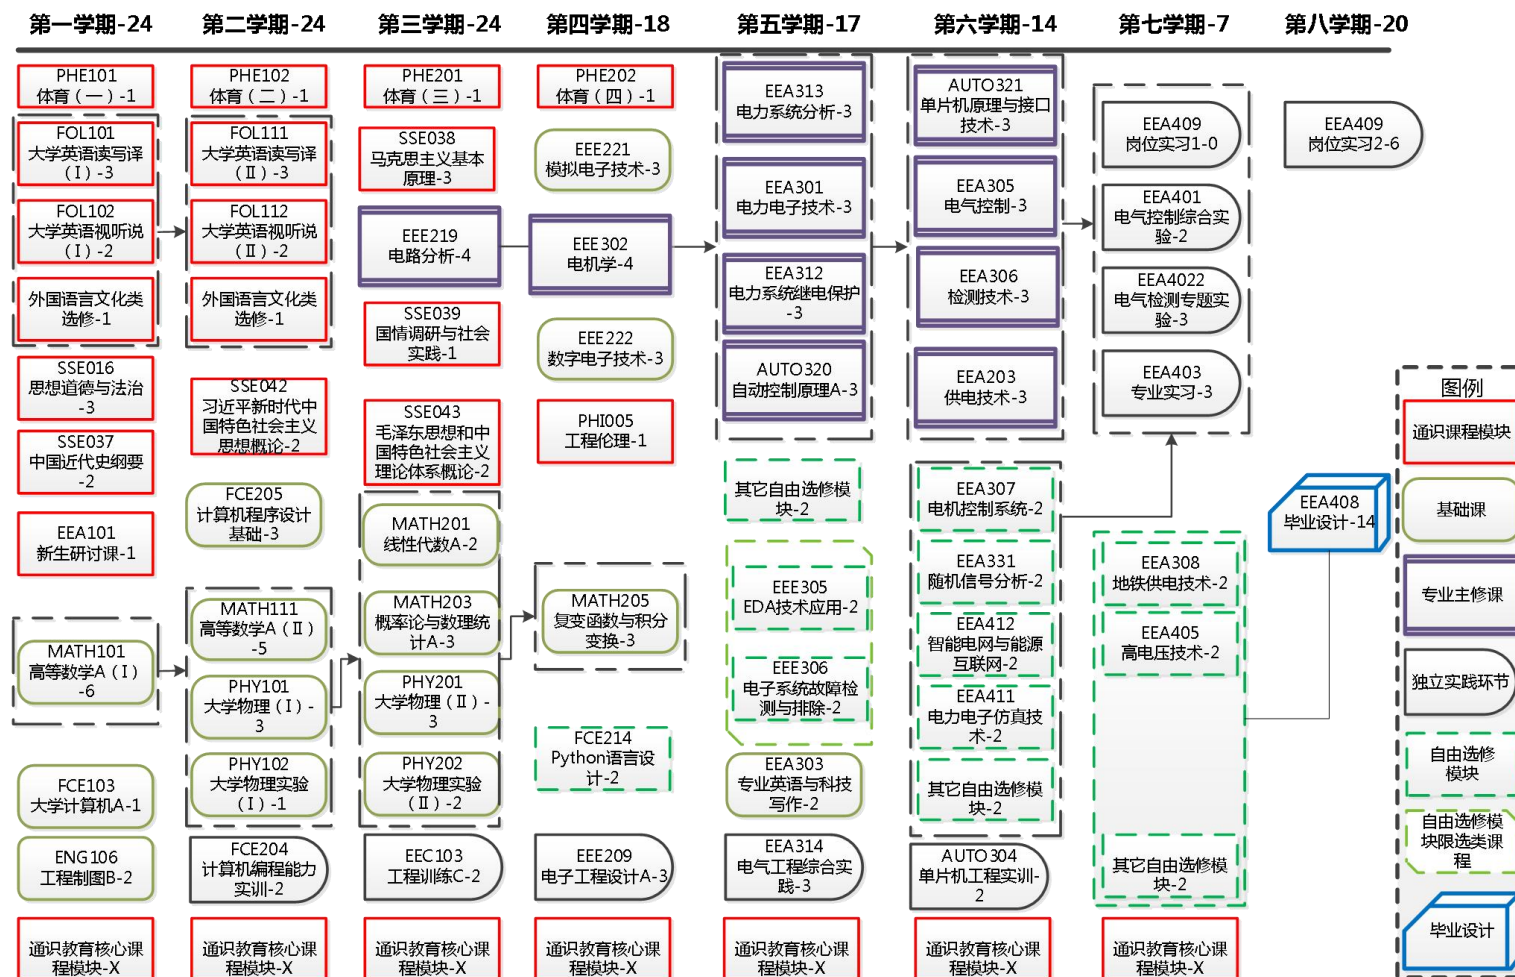 第一学期-24
第二学期-24
第三学期-24
第四学期-18
第五学期-17
第六学期-14
第七学期-7
第八学期-20
PHE101
体育（一）-1
FOL101
大学英语读写译
（Ⅰ）-3
FOL102
大学英语视听说
（Ⅰ）-2
外国语言文化类
选修-1
SSE016
思想道德与法治
-3
SSE037
中国近代史纲要
-2
EEA101
新生研讨课-1
MATH101
高等数学A（Ⅰ）
-6
FCE103
大学计算机A-1
ENG106
工程制图B-2
通识教育核心课
程模块-X
PHE102
体育（二）-1
FOL111
大学英语读写译
（Ⅱ）-3
FOL112
大学英语视听说
（Ⅱ）-2
外国语言文化类
选修-1
SSE042
习近平新时代中
国特色社会主义
思想概论-2
FCE205
计算机程序设计
基础-3
MATH111
高等数学A（Ⅱ）
-5
PHY101
大学物理（Ⅰ）-
3
PHY102
大学物理实验
（Ⅰ）-1
FCE204
计算机编程能力
实训-2
通识教育核心课
程模块-X
PHE201
体育（三）-1
SSE038
马克思主义基本
原理-3
EEE219
电路分析-4
SSE039
国情调研与社会
实践-1
SSE043
毛泽东思想和中
国特色社会主义
理论体系概论-2
MATH201
线性代数A-2
MATH203
概率论与数理统
计A-3
PHY201
大学物理（Ⅱ）-
3
PHY202
大学物理实验
（Ⅱ）-2
EEC103
工程训练C-2
通识教育核心课
程模块-X
PHE202
体育（四）-1
EEE221
模拟电子技术-3
EEE302
电机学-4
EEE222
数字电子技术-3
PHI005
工程伦理-1
MATH205
复变函数与积分
变换-3
FCE214
Python语言设
计-2
EEE209
电子工程设计A-3
通识教育核心课
程模块-X
EEA313
电力系统分析-3
EEA301
电力电子技术-3
EEA312
电力系统继电保护
-3
AUTO320
自动控制原理A-3
其它自由选修模
块-2
EEE305
EDA技术应用-2
EEE306
电子系统故障检
测与排除-2
EEA303
专业英语与科技
写作-2
EEA314
电气工程综合实
践-3
通识教育核心课
程模块-X
AUTO321
单片机原理与接口
技术-3
EEA305
电气控制-3
EEA306
检测技术-3
EEA203
供电技术-3
EEA307
电机控制系统-2
EEA331
随机信号分析-2
EEA412
智能电网与能源
互联网-2
EEA411
电力电子仿真技
术-2
其它自由选修模
块-2
AUTO304
单片机工程实训-
2
通识教育核心课
程模块-X
EEA409
岗位实习1-0
EEA401
电气控制综合实
验-2
EEA4022
电气检测专题实
验-3
EEA403
专业实习-3
EEA308
地铁供电技术-2
EEA405
高电压技术-2
其它自由选修模
块-2
通识教育核心课
程模块-X
EEA409
岗位实习2-6
EEA408
毕业设计-14
图例
通识课程模块
基础课
专业主修课
独立实践环节
自由选修
模块
自由选修模
块限选类课
程
毕业设计